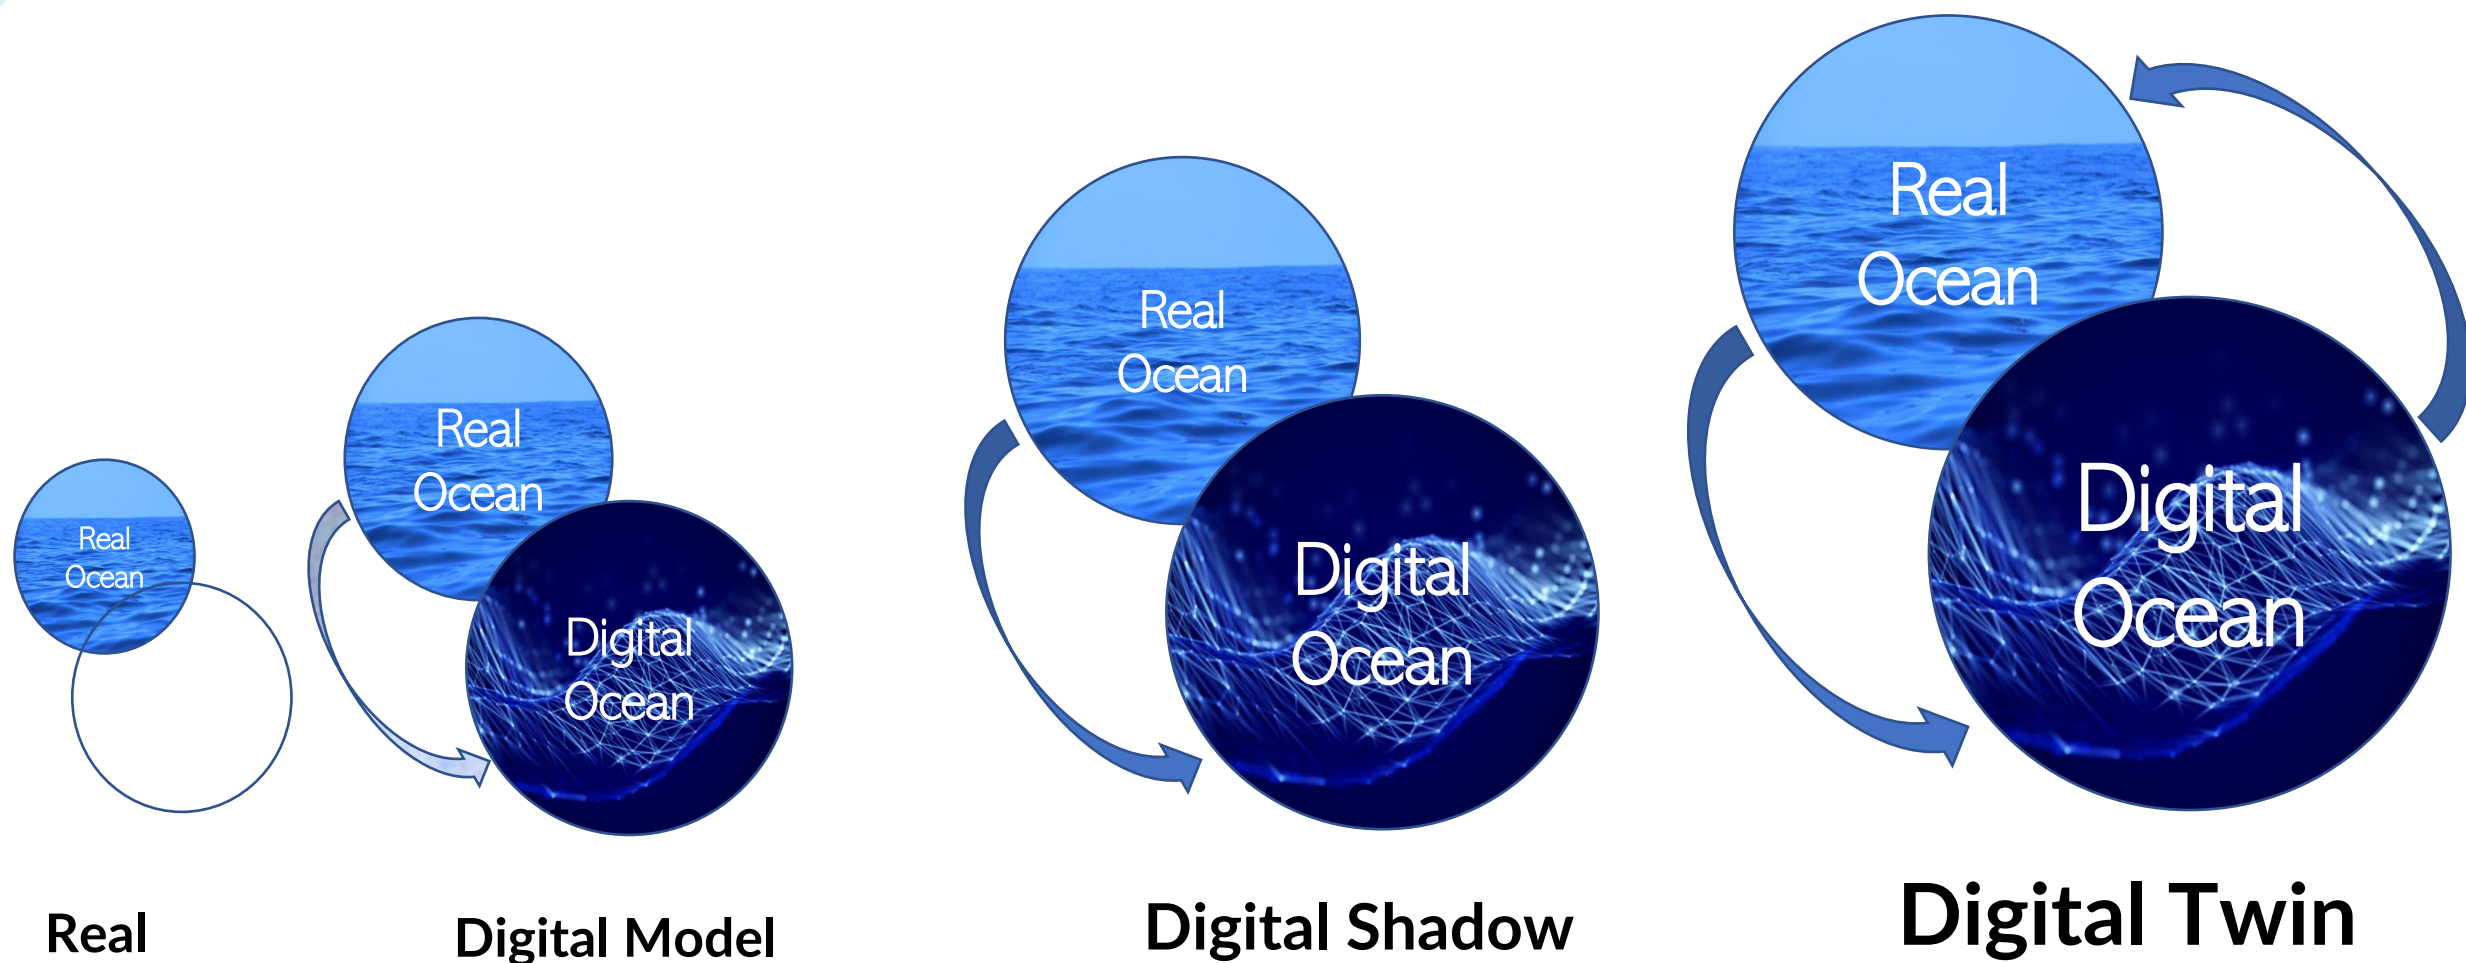 Real
Ocean
Real
Real
Ocean
Digital
Ocean
Digital Model
Real
Ocean
Digital
Ocean
Digital Shadow
Real
Ocean
Digital
Ocean
Digital Twin